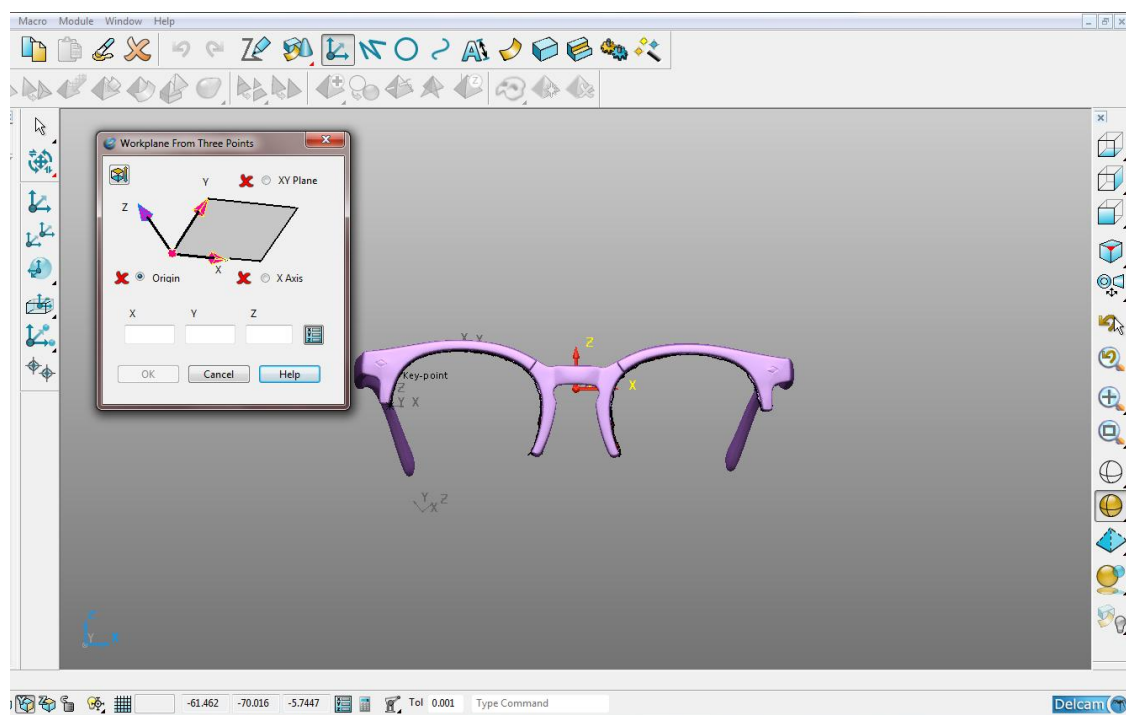 Macro Module Window Help
Workplane From Three Points
Y
XY Plane
Z
X
Origin
X Axis
X Y Z
OK Cancel Help
Y Y
Z
Key-point
Z
X
Y X
Y Z
X
Z
Y X
-61.462 -70.016 -5.7447 Tol 0.001 Type Command
Delcam